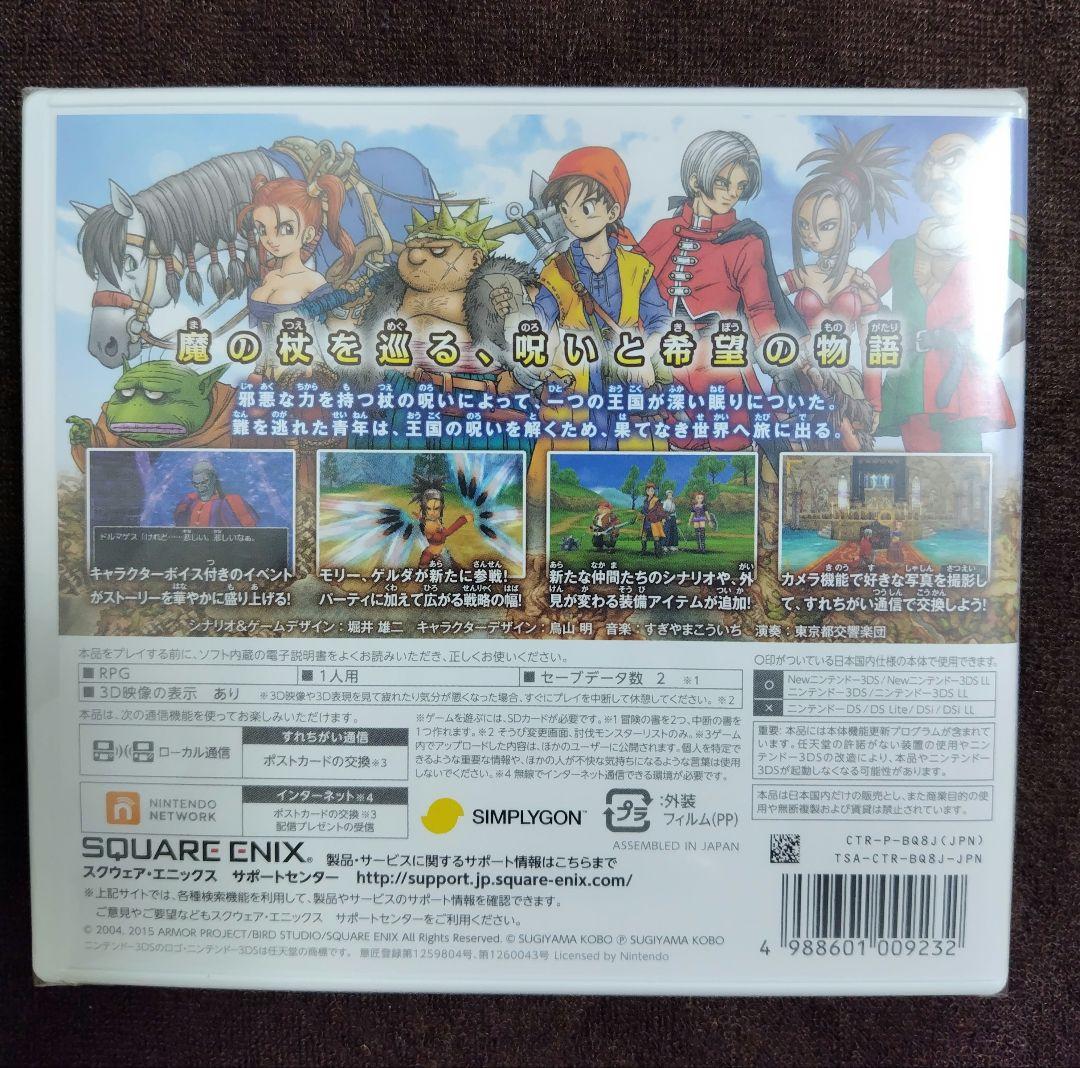 魔の杖を巡る、呪いと希望の物語
邪悪な力を持つ杖の呪いによって、一つの王国が深い眠りについた。
難を逃れた青年は、王国の呪いを解くため、果てなき世界へ旅に出る。
ドルマゲス「けれど……悲しい。悲しいなぁ。
キャラクターボイス付きのイベント
がストーリーを華やかに盛り上げる!
モリー、ゲルダが新たに参戦!
パーティに加えて広がる戦略の幅!
新たな仲間たちのシナリオや、外
見が変わる装備アイテムが追加!
カメラ機能で好きな写真を撮影し
て、すれちがい通信で交換しよう!
シナリオ&ゲームデザイン:堀井 雄二 キャラクターデザイン:鳥山 明 音楽:すぎやまこういち 演奏:東京都交響楽団
本品をプレイする前に、ソフト内蔵の電子説明書をよくお読みいただき、正しくお使いください。
■RPG ■1人用 ■セーブデータ数 2 ※1
■3D映像の表示 あり ※3D映像や3D表現を見て疲れたり気分が悪くなった場合、すぐにプレイを中断して休憩してください。※2
本品は、次の通信機能を使ってお楽しみいただけます。
ローカル通信
すれちがい通信
ポストカードの交換※3
NINTENDO
NETWORK
インターネット※4
ポストカードの交換※3
配信プレゼントの受信
※ゲームを遊ぶには、SDカードが必要です。※1 冒険の書を2つ、中断の書を
1つ作れます。※2 そうび変更画面、討伐モンスターリストのみ。※3ゲーム
内でアップロードした内容は、ほかのユーザーに公開されます。個人を特定で
きるような重要な情報や、ほかの人が不快な気持ちになるような言葉は使用
しないでください。※4 無線でインターネット通信できる環境が必要です。
SIMPLYGON™
プラ
:外装
フィルム(PP)
ASSEMBLED IN JAPAN
○印がついている日本国内仕様の本体で使用できます。
○ Newニンテンドー3DS/Newニンテンドー3DS LL
ニンテンドー3DS/ニンテンドー3DS LL
× ニンテンドーDS/DS Lite/DSi/DSi LL
重要:本品には本体機能更新プログラムが含まれて
います。任天堂の許諾がない装置の使用やニン
テンドー3DSの改造により、本品やニンテンドー
3DSが起動しなくなる可能性があります。
本品は日本国内だけの販売とし、また商業目的の使
用や無断複製および賃貸は禁止されています。
CTR-P-BQ8J(JPN)
TSA-CTR-BQ8J-JPN
SQUARE ENIX® 製品・サービスに関するサポート情報はこちらまで
スクウェア・エニックス サポートセンター http://support.jp.square-enix.com/
※上記サイトでは、各種検索機能を利用して、製品やサービスのサポート情報を確認できます。
ご意見やご要望などもスクウェア・エニックス サポートセンターをご利用ください。
© 2004, 2015 ARMOR PROJECT/BIRD STUDIO/SQUARE ENIX All Rights Reserved. © SUGIYAMA KOBO ℗ SUGIYAMA KOBO
ニンテンドー3DSのロゴ・ニンテンドー3DSは任天堂の商標です。 意匠登録第1259804号、第1260043号 Licensed by Nintendo
4 988601 009232